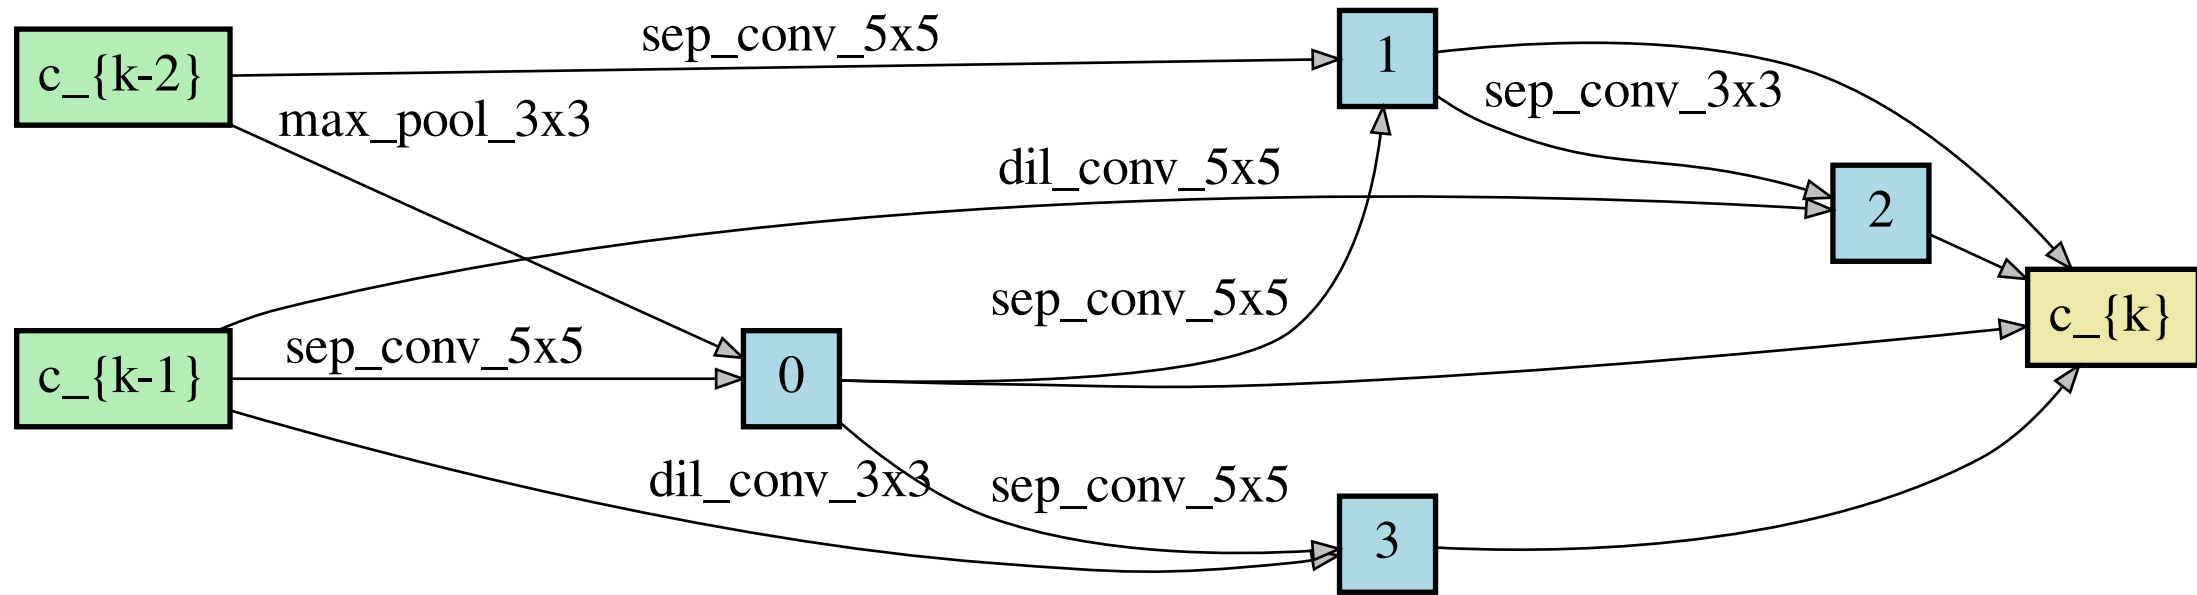 sep_conv_5x5
c_{k-2}
1
max_pool_3x3
sep_conv_3x3
dil_conv_5x5
2
sep_conv_5x5
c_{k}
sep_conv_5x5
c_{k-1}
0
dil_conv_3x3
sep_conv_5x5
3